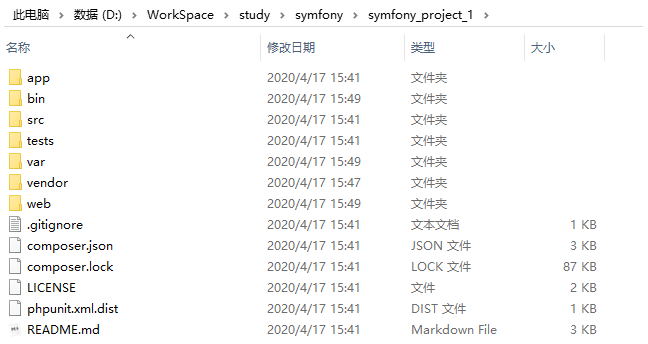 此电脑 > 数据 (D:) > WorkSpace > study > symfony > symfony_project_1 >
名称 修改日期 类型 大小
app 2020/4/17 15:41 文件夹
bin 2020/4/17 15:49 文件夹
src 2020/4/17 15:41 文件夹
tests 2020/4/17 15:41 文件夹
var 2020/4/17 15:49 文件夹
vendor 2020/4/17 15:47 文件夹
web 2020/4/17 15:49 文件夹
.gitignore 2020/4/17 15:41 文本文档 1 KB
composer.json 2020/4/17 15:41 JSON 文件 3 KB
composer.lock 2020/4/17 15:41 LOCK 文件 87 KB
LICENSE 2020/4/17 15:41 文件 2 KB
phpunit.xml.dist 2020/4/17 15:41 DIST 文件 1 KB
README.md 2020/4/17 15:41 Markdown File 3 KB